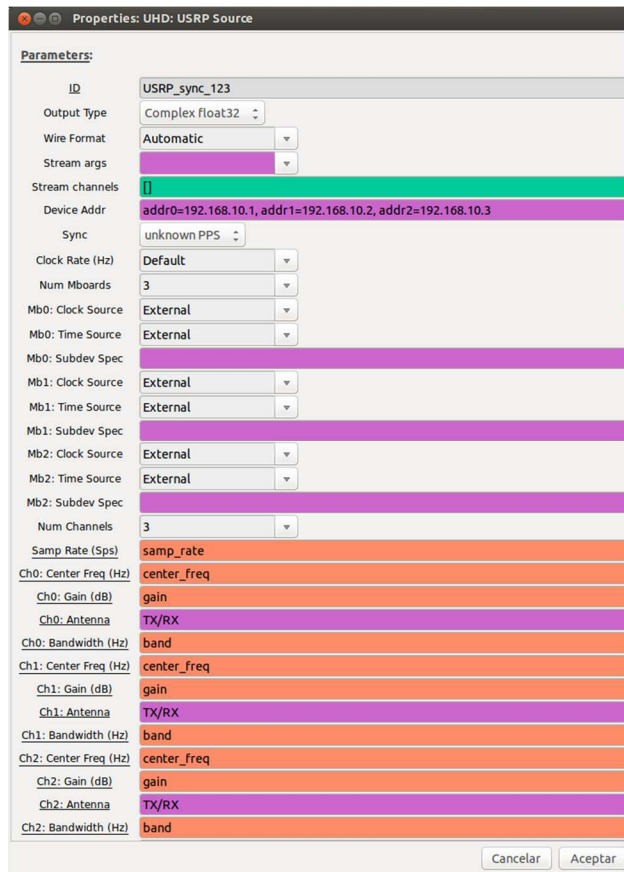 Properties: UHD: USRP Source
Parameters:
ID USRP_sync_123
Output Type Complex float32
Wire Format Automatic
Stream args
Stream channels []
Device Addr addr0=192.168.10.1, addr1=192.168.10.2, addr2=192.168.10.3
Sync unknown PPS
Clock Rate (Hz) Default
Num Mboards 3
Mb0: Clock Source External
Mb0: Time Source External
Mb0: Subdev Spec
Mb1: Clock Source External
Mb1: Time Source External
Mb1: Subdev Spec
Mb2: Clock Source External
Mb2: Time Source External
Mb2: Subdev Spec
Num Channels 3
Samp Rate (Sps) samp_rate
Ch0: Center Freq (Hz) center_freq
Ch0: Gain (dB) gain
Ch0: Antenna TX/RX
Ch0: Bandwidth (Hz) band
Ch1: Center Freq (Hz) center_freq
Ch1: Gain (dB) gain
Ch1: Antenna TX/RX
Ch1: Bandwidth (Hz) band
Ch2: Center Freq (Hz) center_freq
Ch2: Gain (dB) gain
Ch2: Antenna TX/RX
Ch2: Bandwidth (Hz) band
Cancelar Aceptar